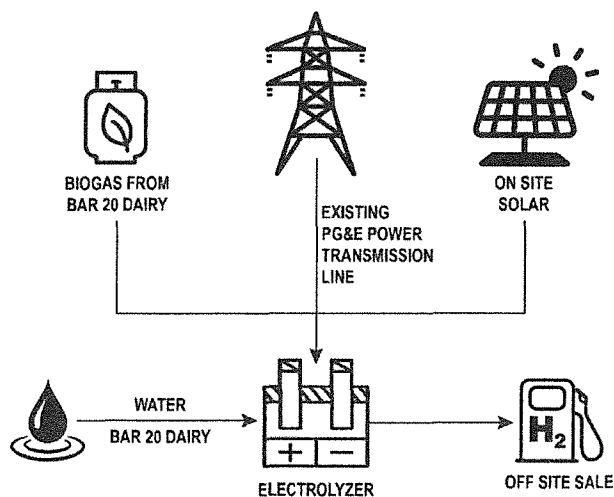 BIOGAS FROM
BAR 20 DAIRY
EXISTING
PG&E POWER
TRANSMISSION
LINE
ON SITE
SOLAR
WATER
BAR 20 DAIRY
+ −
ELECTROLYZER
H2
OFF SITE SALE